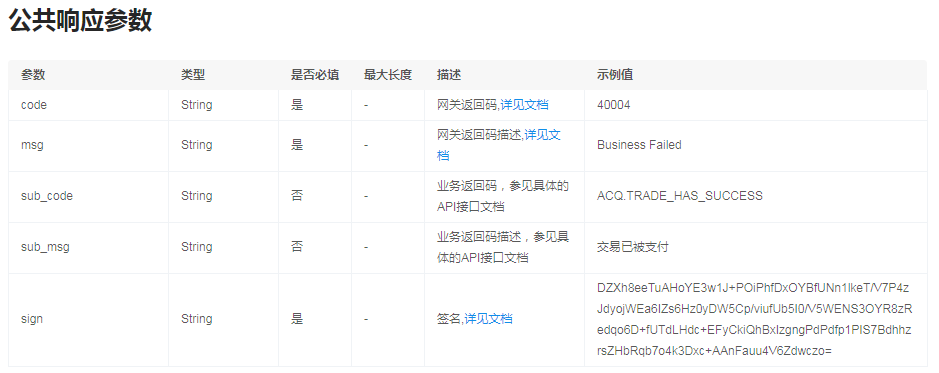 公共响应参数
参数 类型 是否必填 最大长度 描述 示例值
code String 是 - 网关返回码,详见文档 40004
msg String 是 - 网关返回码描述,详见文
档 Business Failed
sub_code String 否 - 业务返回码，参见具体的
API接口文档 ACQ.TRADE_HAS_SUCCESS
sub_msg String 否 - 业务返回码描述，参见具
体的API接口文档 交易已被支付
sign String 是 - 签名,详见文档
DZXh8eeTuAHoYE3w1J+POiPhfDxOYBfUNn1lkeT/V7P4z
JdyojWEa6IZs6Hz0yDW5Cp/viufUb5I0/V5WENS3OYR8zR
edqo6D+fUTdLHdc+EFyCkiQhBxIzgngPdPdfp1PIS7Bdhhz
rsZHbRqb7o4k3Dxc+AAnFauu4V6Zdwczo=